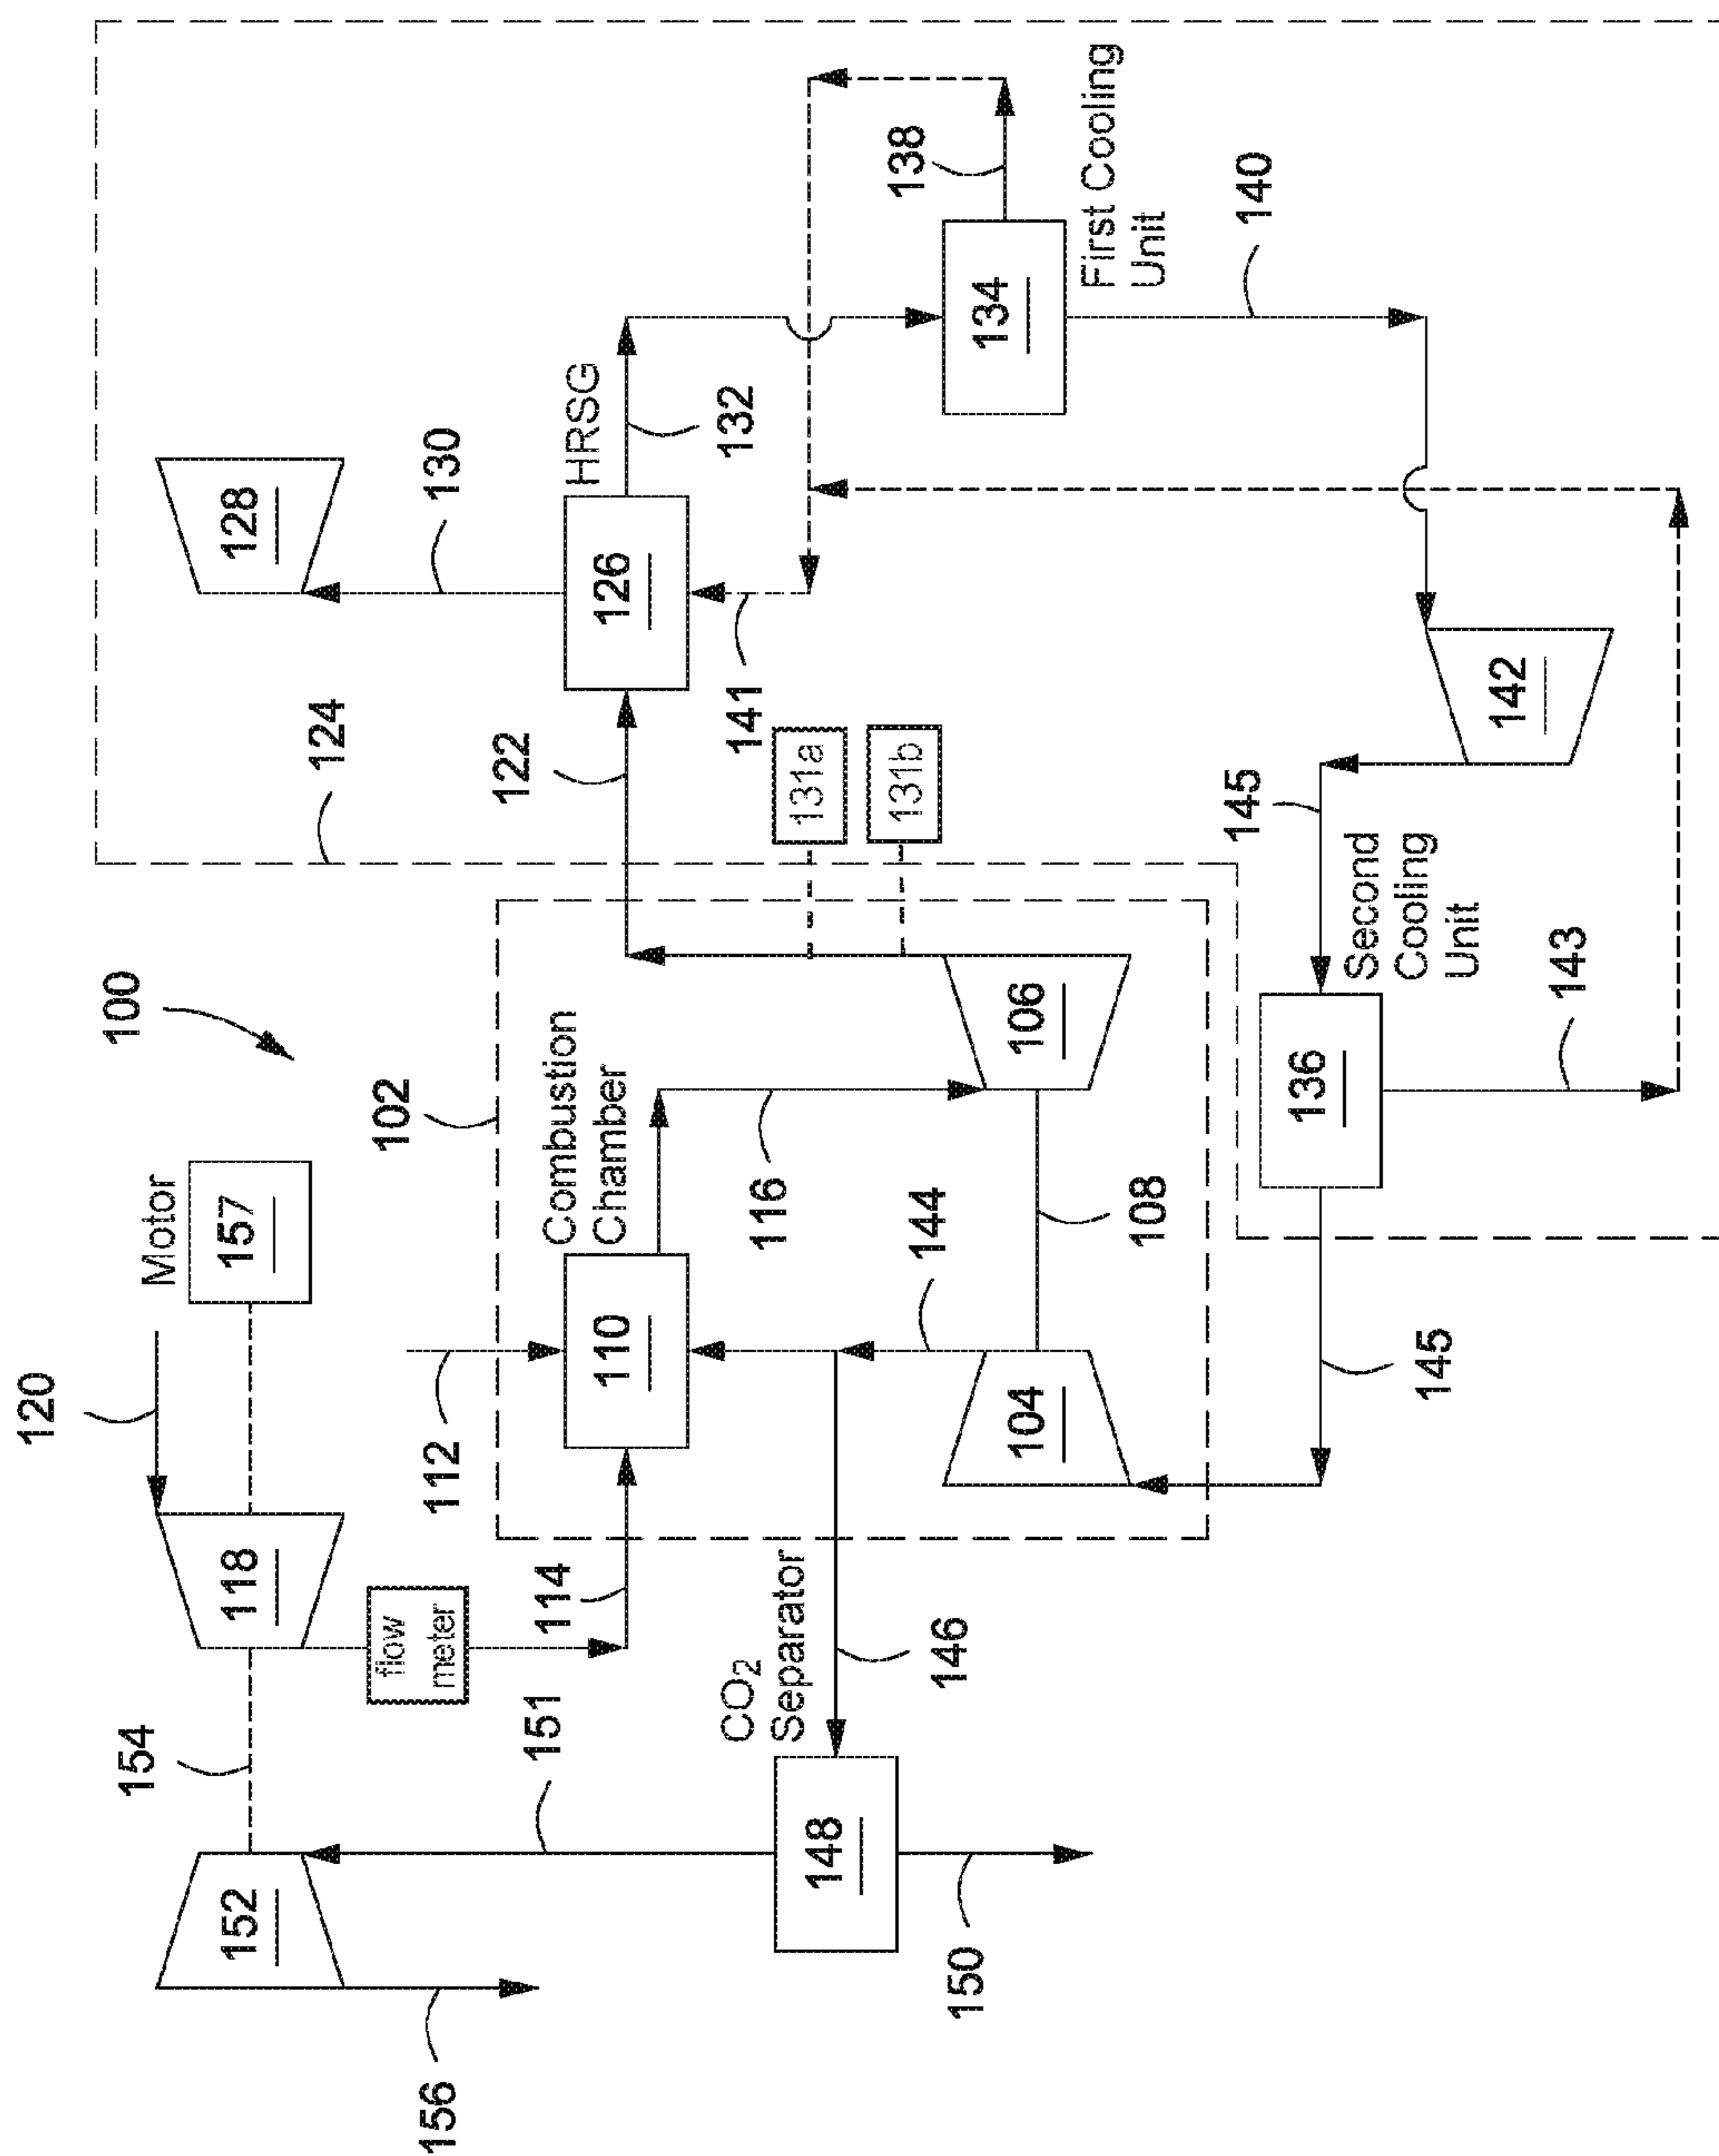 100
120
Motor
157
118
154
152
156
flow
meter
114
112
102
Combustion
Chamber
110
116
144
108
104
106
151
CO2
Separator
146
148
150
124
128
130
HRSG
126
122
132
141
131a
131b
138
134
First Cooling
Unit
140
142
145
Second
Cooling
Unit
136
143
145